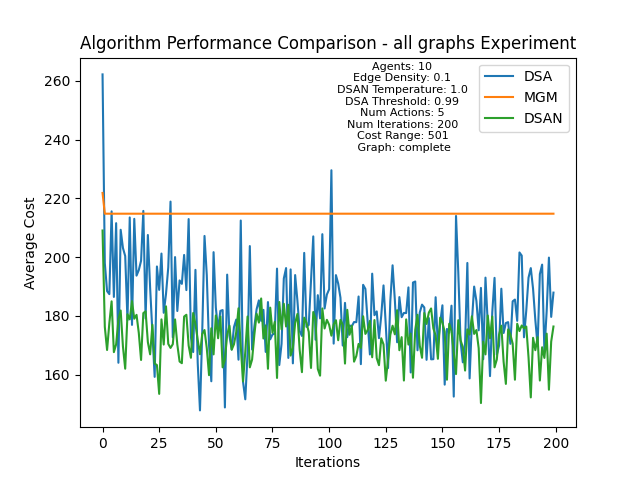 Algorithm Performance Comparison - all graphs Experiment
Agents: 10
Edge Density: 0.1
DSAN Temperature: 1.0
DSA Threshold: 0.99
Num Actions: 5
Num Iterations: 200
Cost Range: 501
Graph: complete
DSA
MGM
DSAN
Average Cost
260
240
220
200
180
160
0 25 50 75 100 125 150 175 200
Iterations